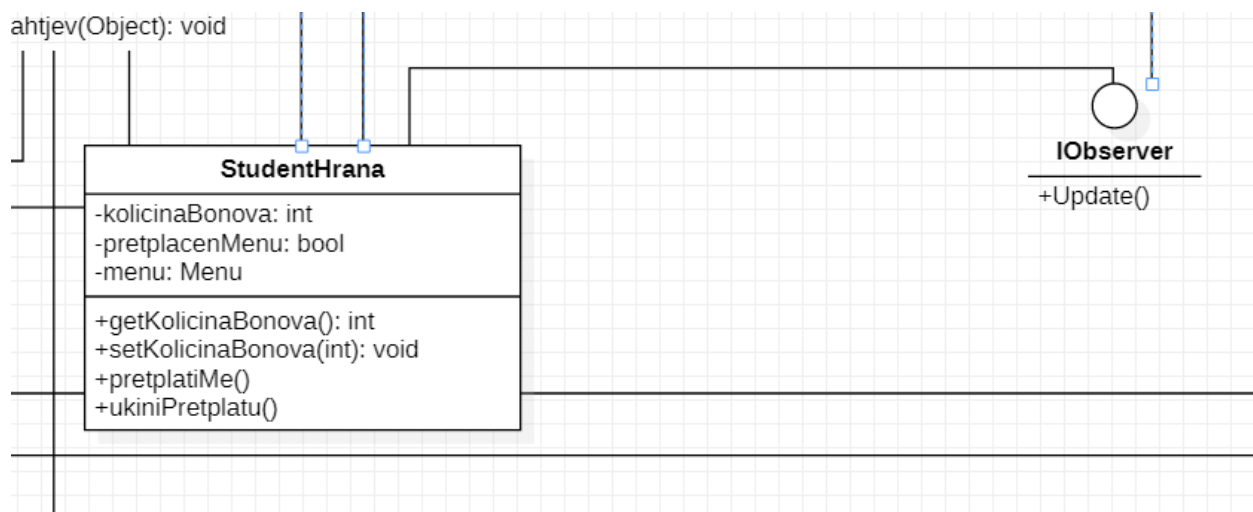 ahtjev(Object): void
StudentHrana
-kolicinaBonova: int
-pretplacenMenu: bool
-menu: Menu
+getKolicinaBonova(): int
+setKolicinaBonova(int): void
+pretplatiMe()
+ukiniPretplatu()
IObserver
+Update()